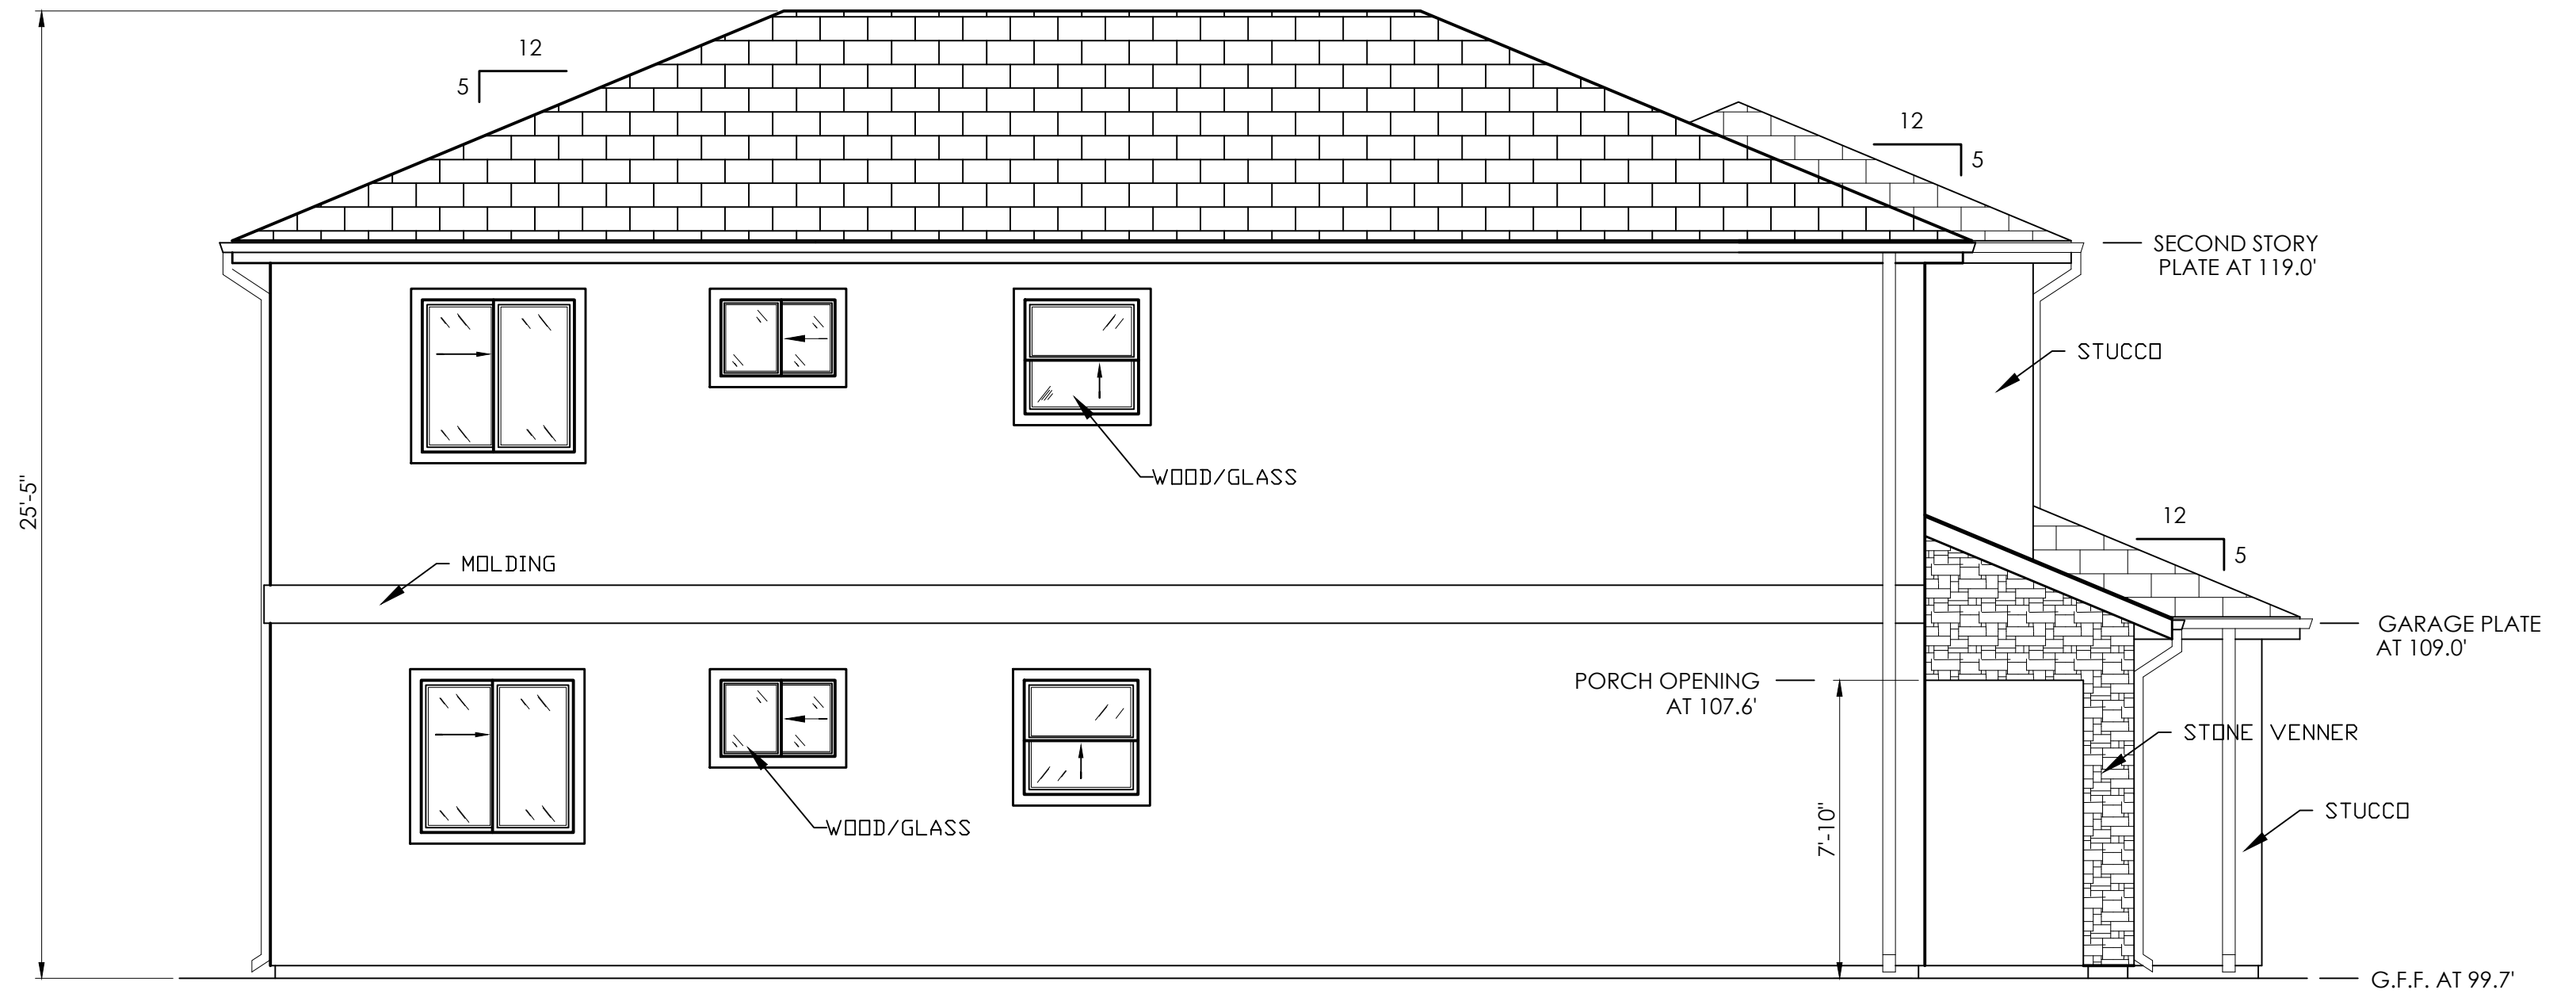 12
5
12
5
SECOND STORY
PLATE AT 119.0'
STUCCO
WOOD/GLASS
25'-5"
12
5
MOLDING
GARAGE PLATE
AT 109.0'
PORCH OPENING
AT 107.6'
STONE VENNER
STUCCO
7'-10"
WOOD/GLASS
G.F.F. AT 99.7'